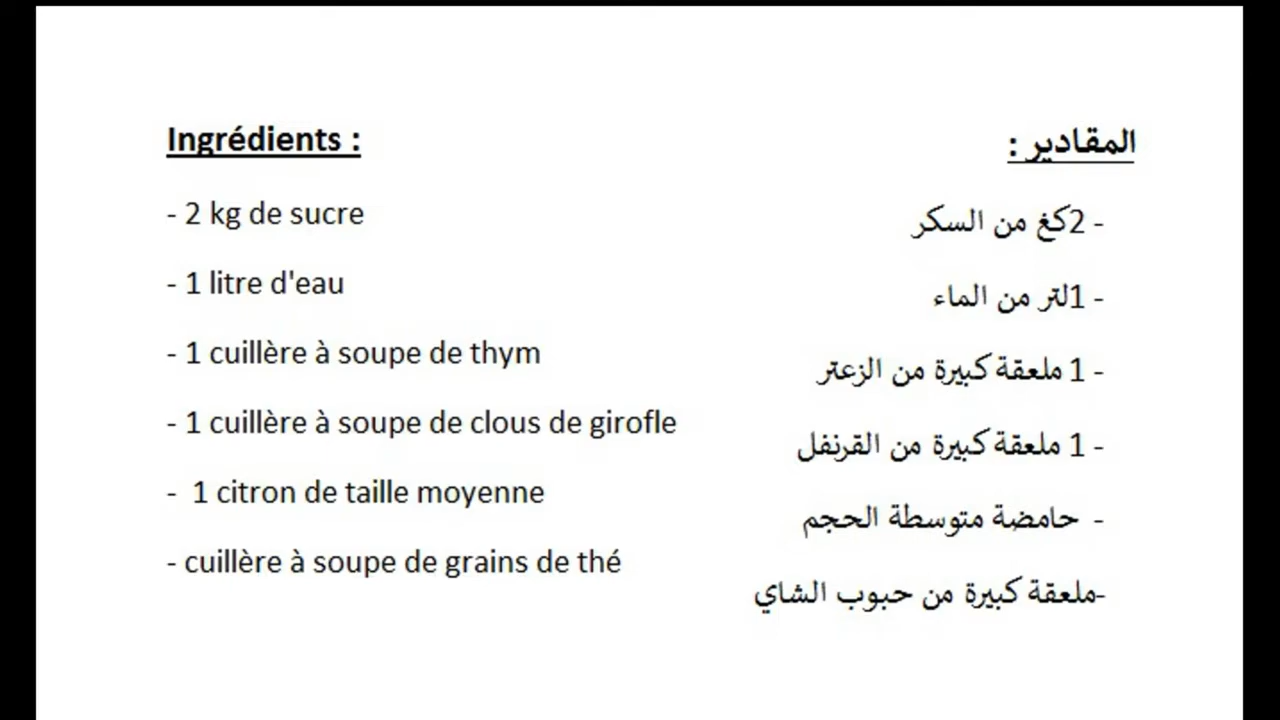 Ingrédients :
- 2 kg de sucre
- 1 litre d'eau
- 1 cuillère à soupe de thym
- 1 cuillère à soupe de clous de girofle
- 1 citron de taille moyenne
- cuillère à soupe de grains de thé
المقادير :
- 2كغ من السكر
- 1لتر من الماء
- 1 ملعقة كبيرة من الزعتر
- 1 ملعقة كبيرة من القرنفل
- حامضة متوسطة الحجم
-ملعقة كبيرة من حبوب الشاي